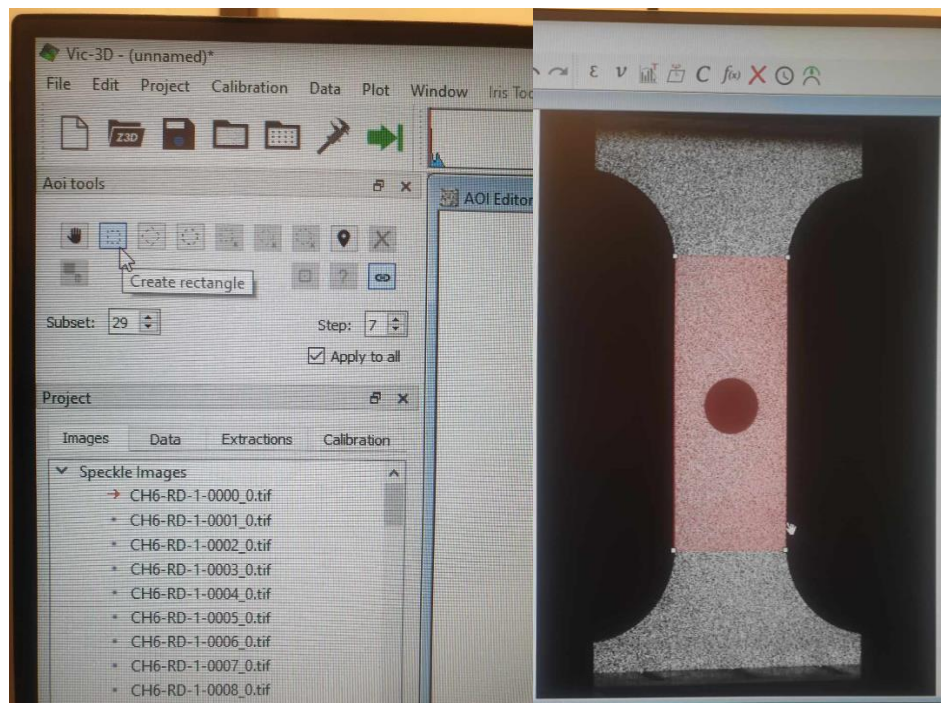 Vic-3D - (unnamed)*
File Edit Project Calibration Data Plot Window Iris Too
Z3D
ε ν C f(x)
Aoi tools
AOI Editor
?
Create rectangle
Subset: 29 Step: 7
Apply to all
Project
Images Data Extractions Calibration
Speckle Images
CH6-RD-1-0000_0.tif
CH6-RD-1-0001_0.tif
CH6-RD-1-0002_0.tif
CH6-RD-1-0003_0.tif
CH6-RD-1-0004_0.tif
CH6-RD-1-0005_0.tif
CH6-RD-1-0006_0.tif
CH6-RD-1-0007_0.tif
CH6-RD-1-0008_0.tif